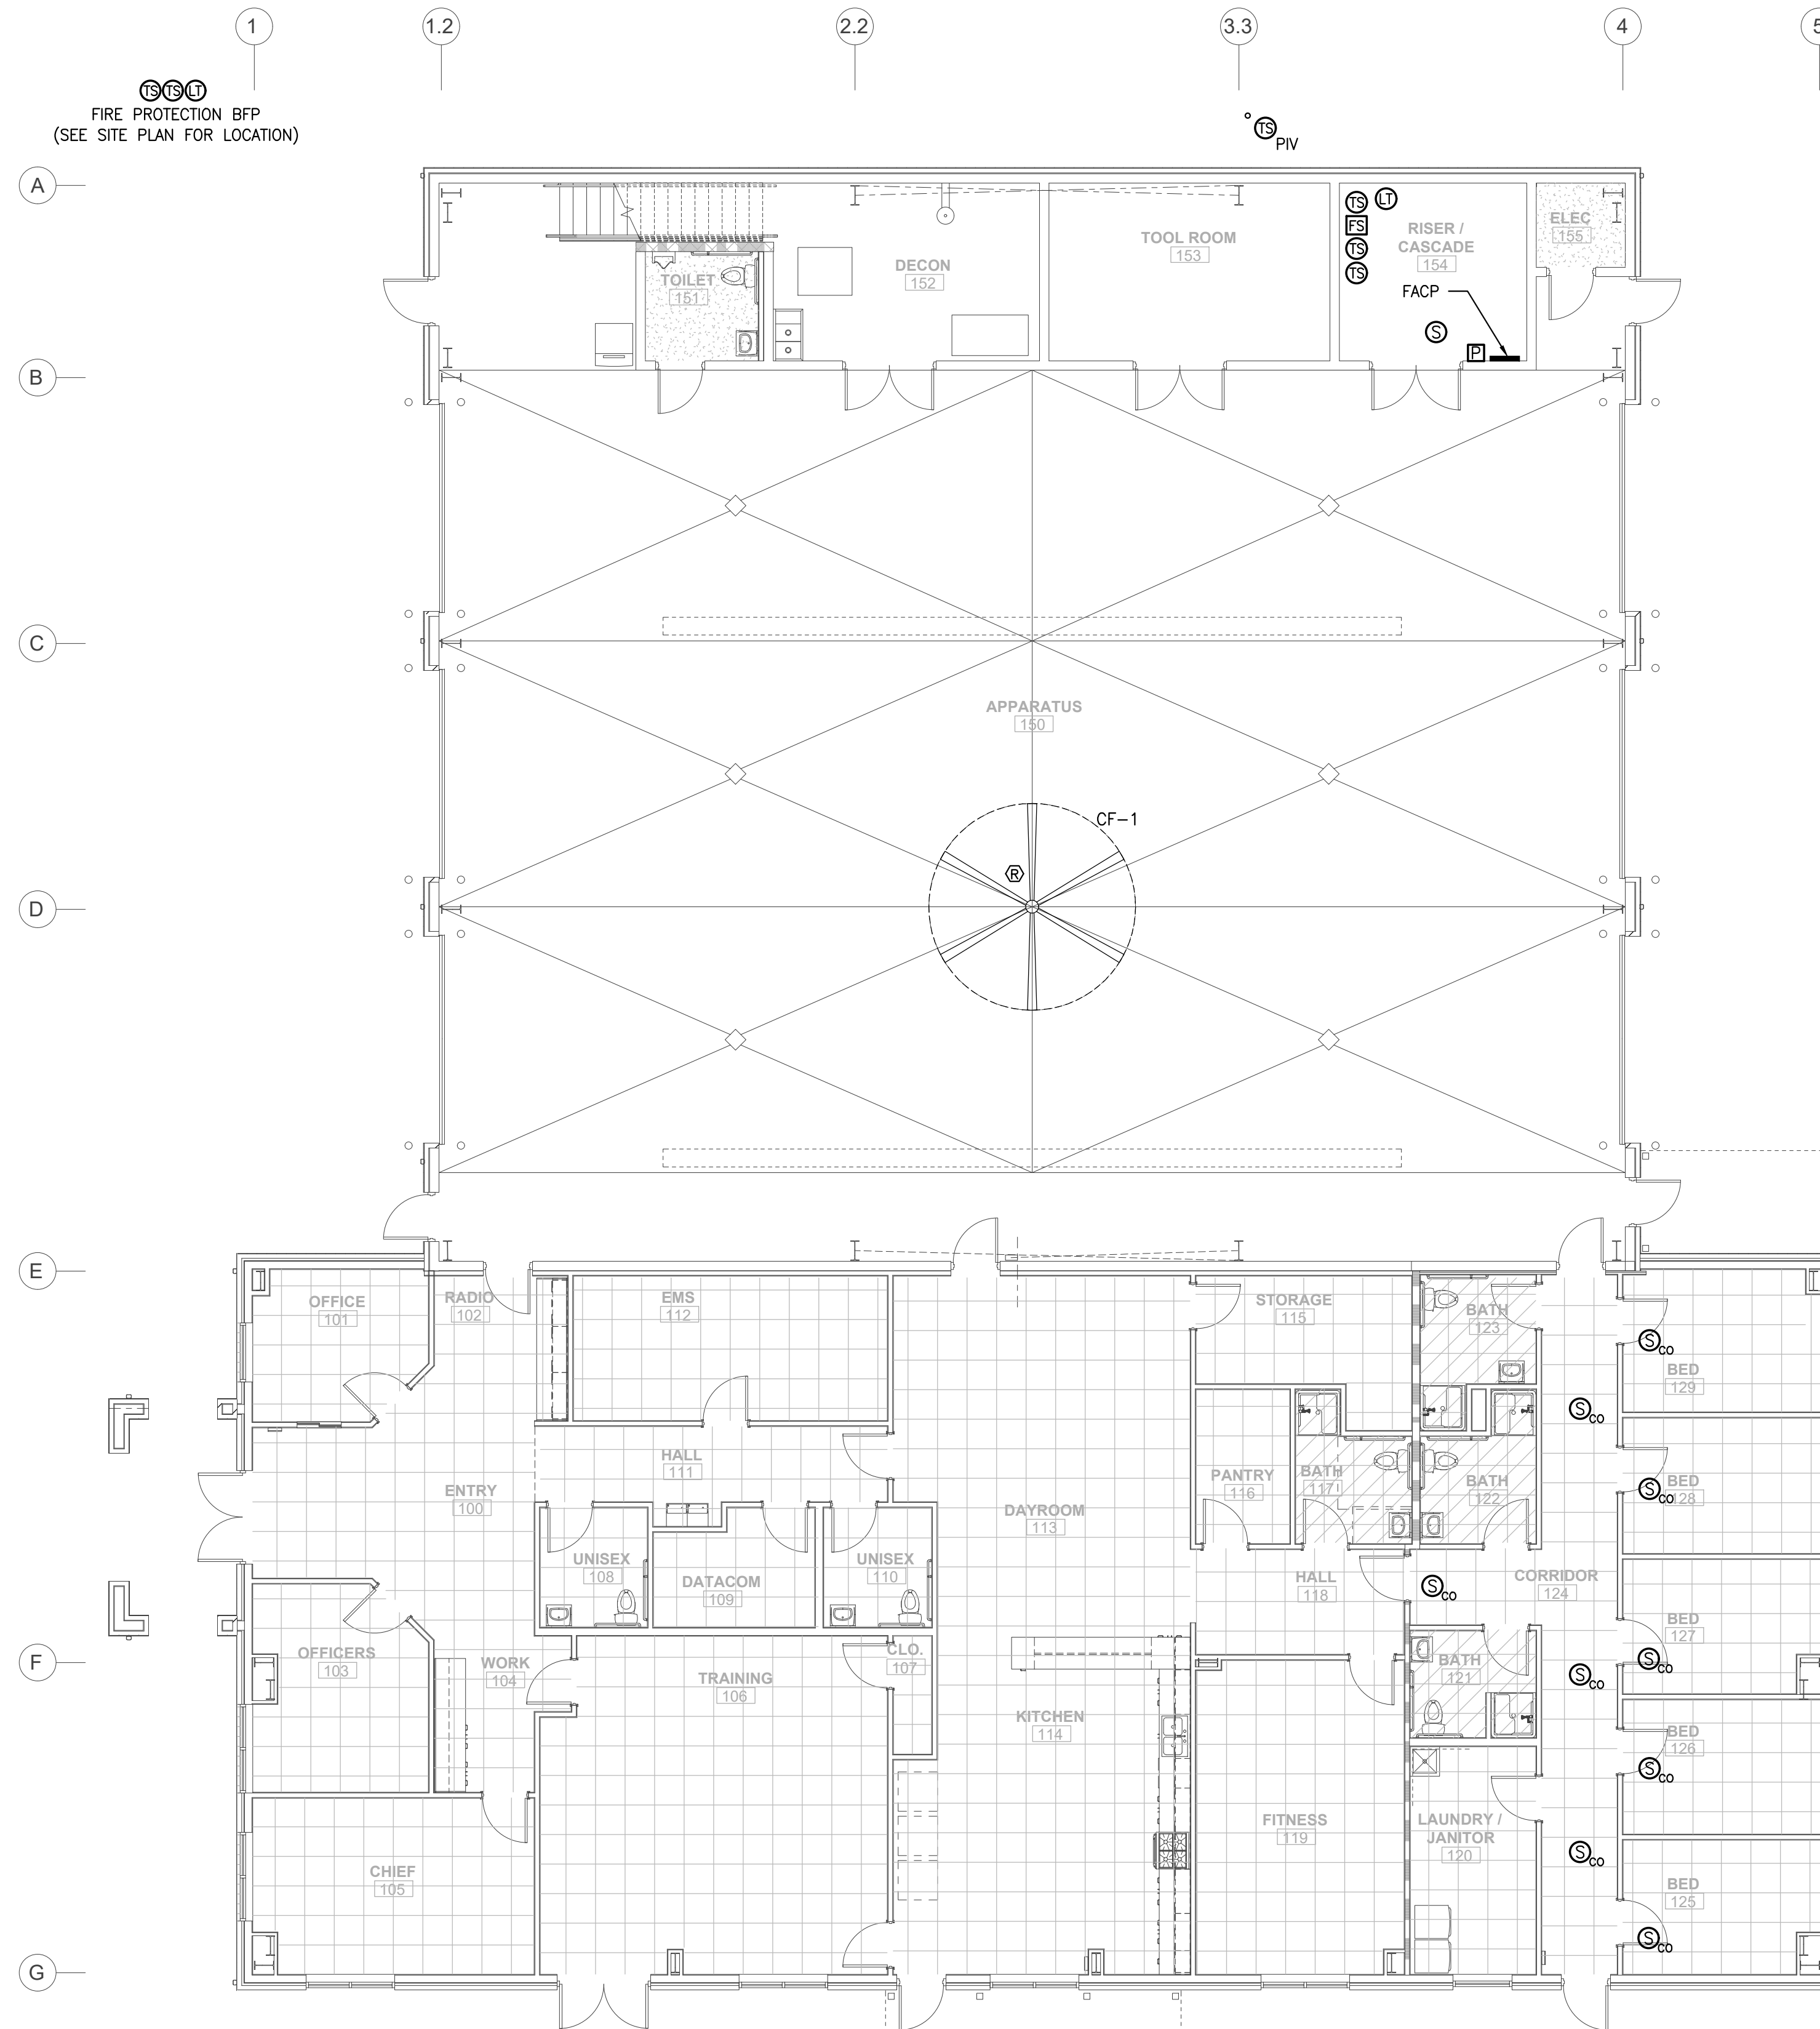 1
1.2
2.2
3.3
4
5
TS TS LT
FIRE PROTECTION BFP
(SEE SITE PLAN FOR LOCATION)
TS
PIV
A
TS LT
FS
TS
TS
RISER /
CASCADE
154
ELEC
155
TOOL ROOM
153
DECON
152
TOILET
151
FACP
S
P
B
C
APPARATUS
150
CF-1
R
D
E
OFFICE
101
RADIO
102
EMS
112
STORAGE
115
BATH
123
S CO
BED
129
S CO
HALL
111
ENTRY
100
DAYROOM
113
PANTRY
116
BATH
117
BATH
122
BED
S CO 128
UNISEX
108
DATACOM
109
UNISEX
110
HALL
118
S CO
CORRIDOR
124
BED
127
S CO
F
OFFICERS
103
WORK
104
TRAINING
106
CLO.
107
BATH
121
S CO
KITCHEN
114
BED
126
S CO
CHIEF
105
FITNESS
119
LAUNDRY /
JANITOR
120
S CO
BED
125
S CO
G